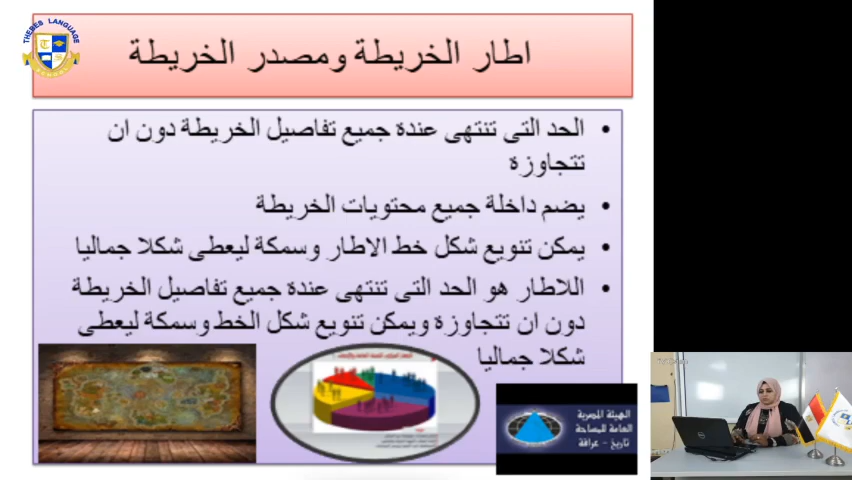 THEBES LANGUAGE
اطار الخريطة ومصدر الخريطة
• الحد التى تنتهى عندة جميع تفاصيل الخريطة دون ان
تتجاوزة
• يضم داخلة جميع محتويات الخريطة
• يمكن تنويع شكل خط الاطار وسمكة ليعطى شكلا جماليا
• اللاطار هو الحد التى تنتهى عندة جميع تفاصيل الخريطة
دون ان تتجاوزة ويمكن تنويع شكل الخط وسمكة ليعطى
شكلا جماليا
الهيئة المصرية
العامة للمساحة
تاريخ - عراقة